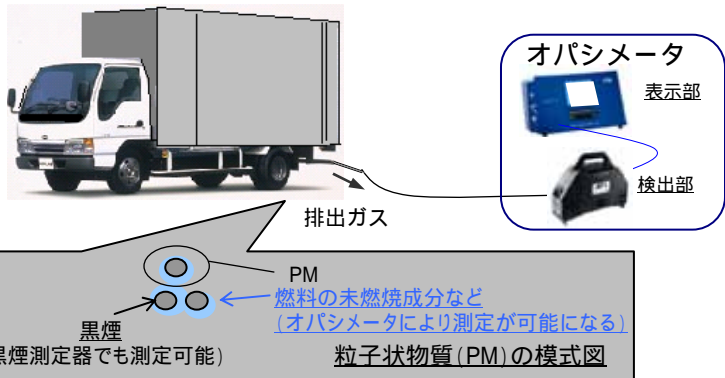 オパシメータ
表示部
検出部
排出ガス
PM
燃料の未燃焼成分など
(オパシメータにより測定が可能になる)
黒煙
黒煙測定器でも測定可能)
粒子状物質(PM)の模式図